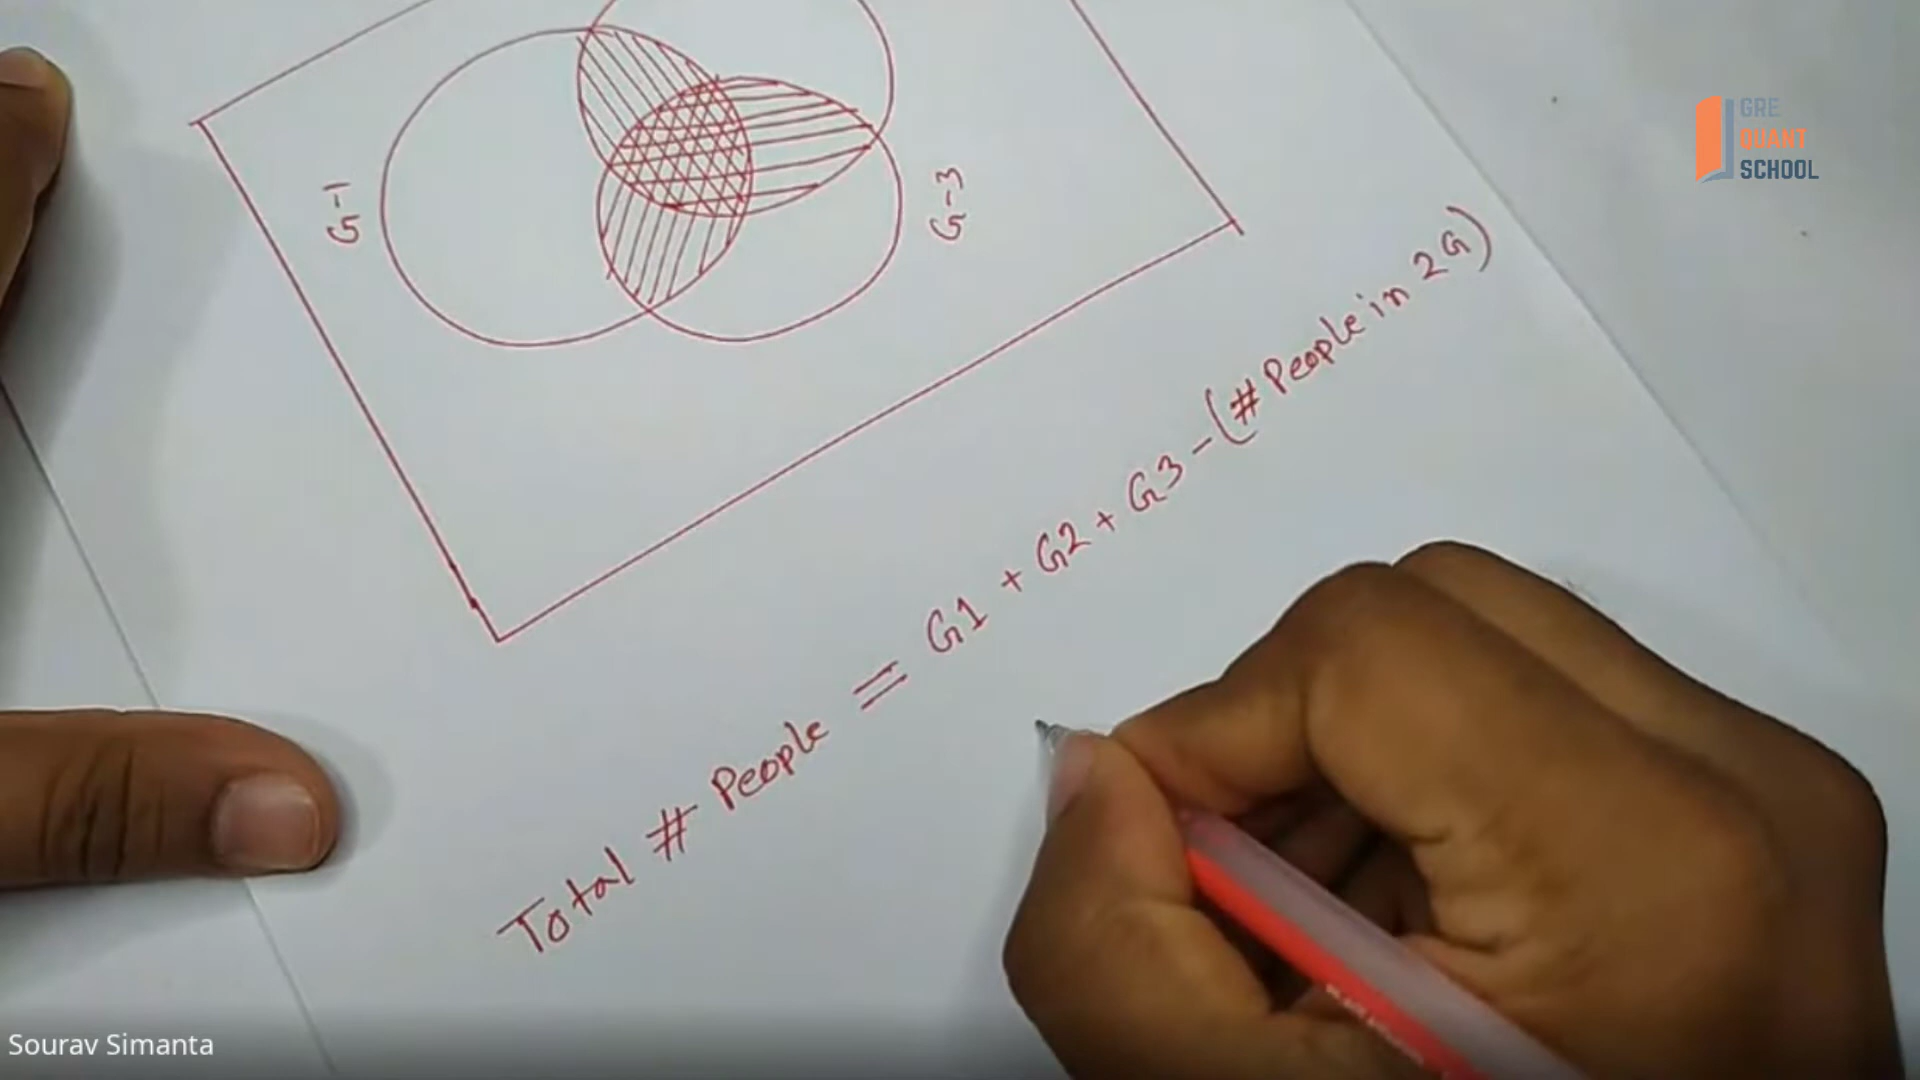 GRE
QUANT
SCHOOL
G-1
G-3
Total # People = G1 + G2 + G3 - (# People in 2G)
Sourav Simanta